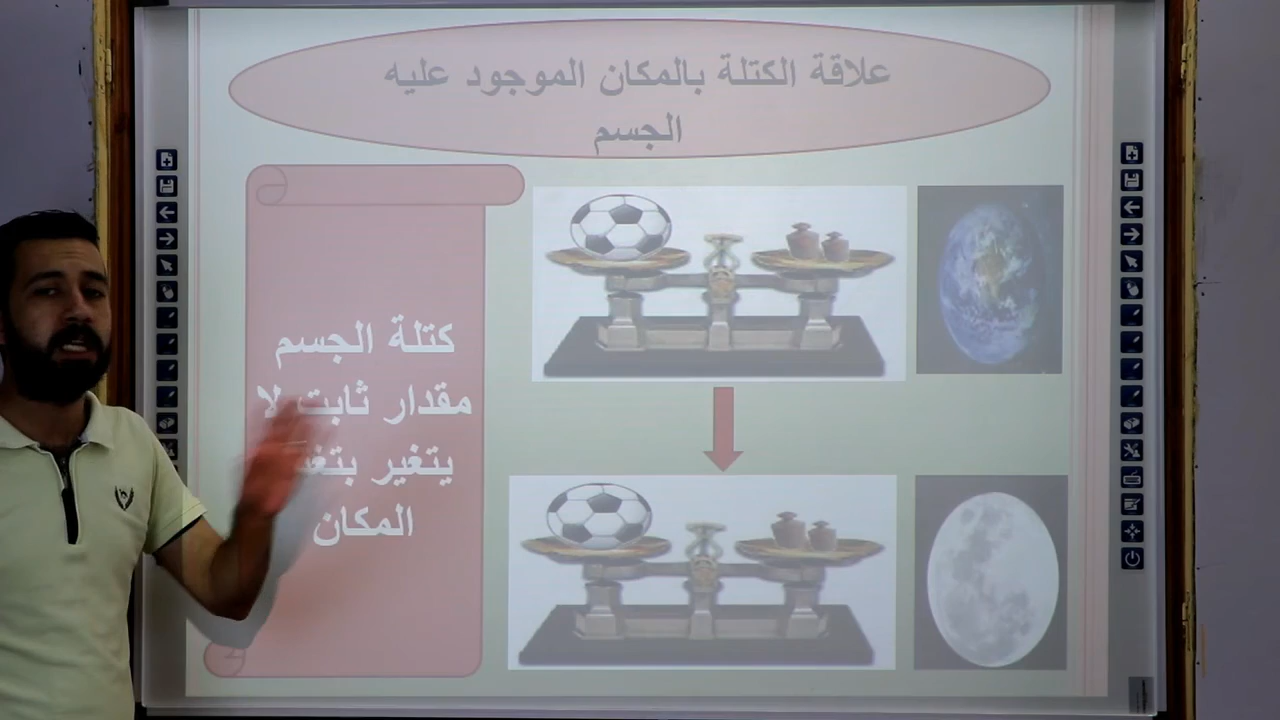 علاقة الكتلة بالمكان الموجود عليه
الجسم
كتلة الجسم
مقدار ثابت لا
يتغير
المكان